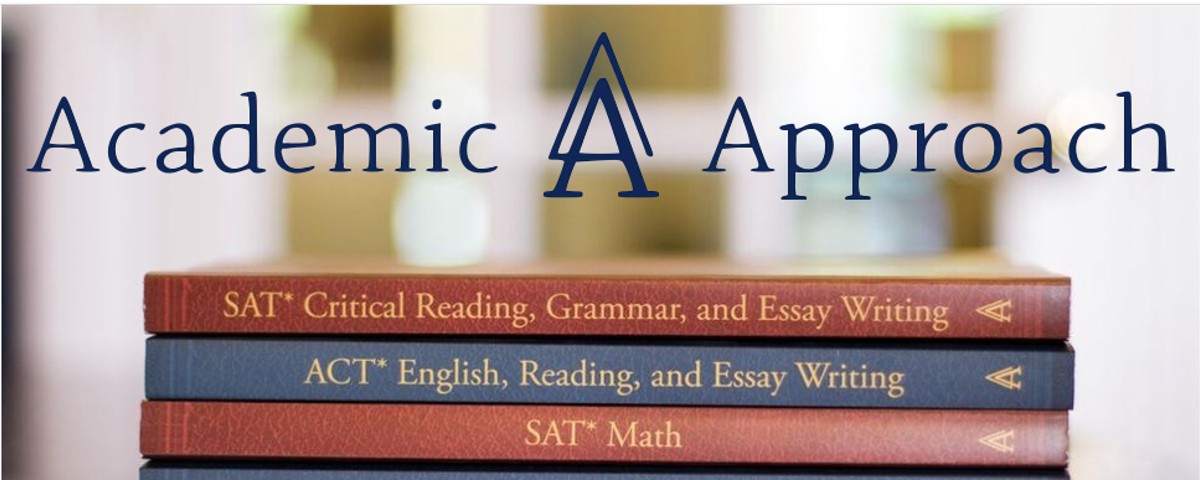 Academic A Approach
SAT* Critical Reading, Grammar, and Essay Writing
ACT* English, Reading, and Essay Writing
SAT* Math